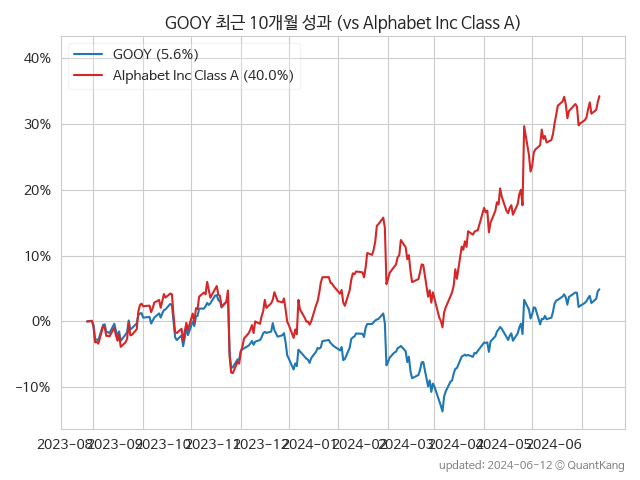 GOOY 최근 10개월 성과 (vs Alphabet Inc Class A)
GOOY (5.6%)
Alphabet Inc Class A (40.0%)
40%
30%
20%
10%
0%
−10%
2023-08 2023-09 2023-10 2023-11 2023-12 2024-01 2024-02 2024-03 2024-04 2024-05 2024-06
updated: 2024-06-12 © QuantKang